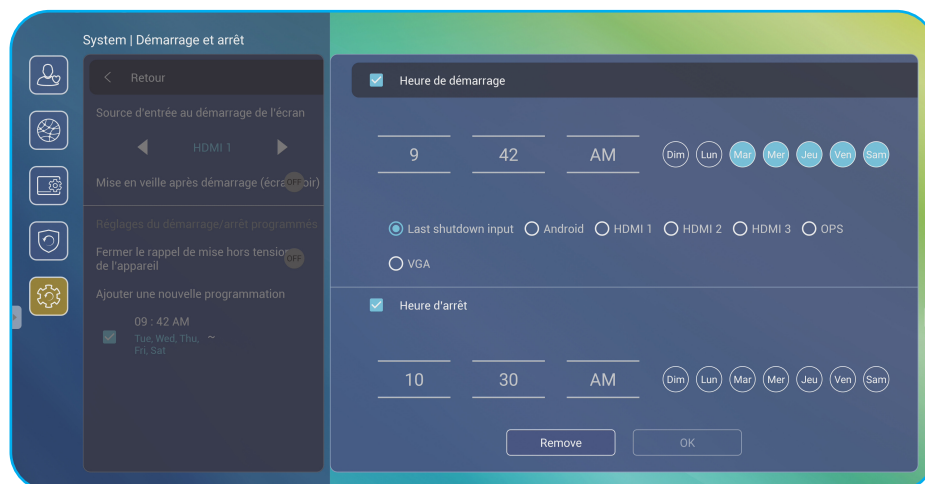 System | Démarrage et arrêt
Retour
Source d'entrée au démarrage de l'écran
HDMI 1
Mise en veille après démarrage (écra OFF oir)
Réglages du démarrage/arrêt programmés
Fermer le rappel de mise hors tension
de l'appareil
OFF
Ajouter une nouvelle programmation
09 : 42 AM
Tue, Wed, Thu, ~
Fri, Sat
Heure de démarrage
9 42 AM Dim Lun Mar Mer Jeu Ven Sam
Last shutdown input Android HDMI 1 HDMI 2 HDMI 3 OPS
VGA
Heure d'arrêt
10 30 AM Dim Lun Mar Mer Jeu Ven Sam
Remove OK